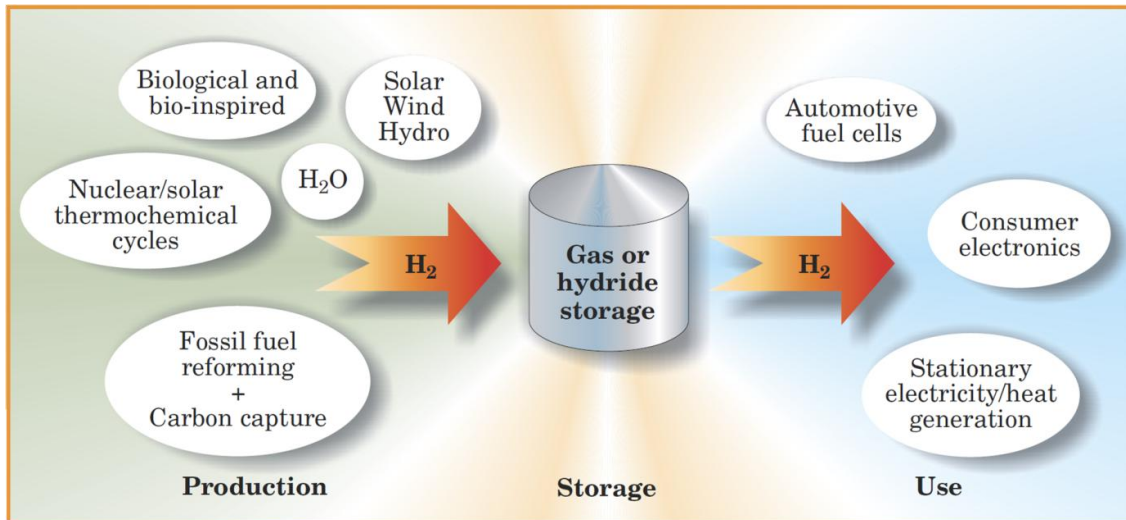 Biological and
bio-inspired
Solar
Wind
Hydro
H₂O
Nuclear/solar
thermochemical
cycles
H₂
Fossil fuel
reforming
+
Carbon capture
Production
Gas or
hydride
storage
Storage
H₂
Automotive
fuel cells
Consumer
electronics
Stationary
electricity/heat
generation
Use